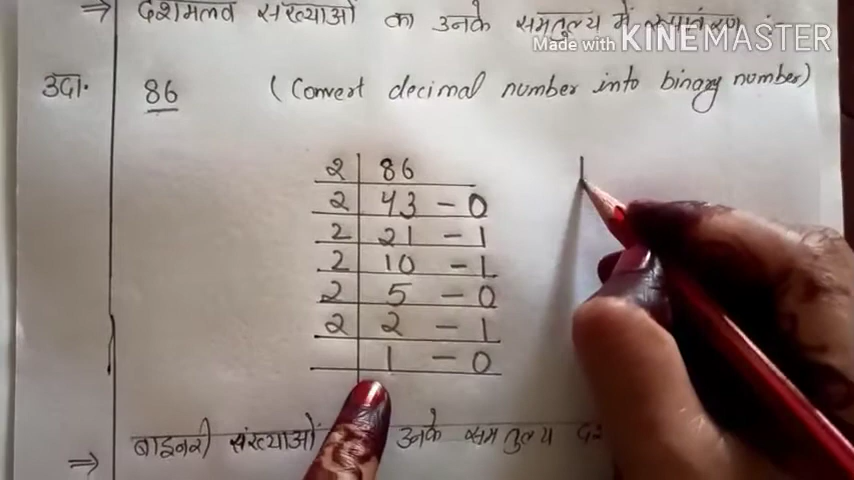 ⇒ दशमलव संख्याओं का उनके समतुल्य में रूपांतरण :-
Made with KINEMASTER
उदा. 86 (Convert decimal number into binary number)
2 86
2 43 - 0
2 21 - 1
2 10 - 1
2 5 - 0
2 2 - 1
1 - 0
⇒ बाइनरी संख्याओं उनके समतुल्य